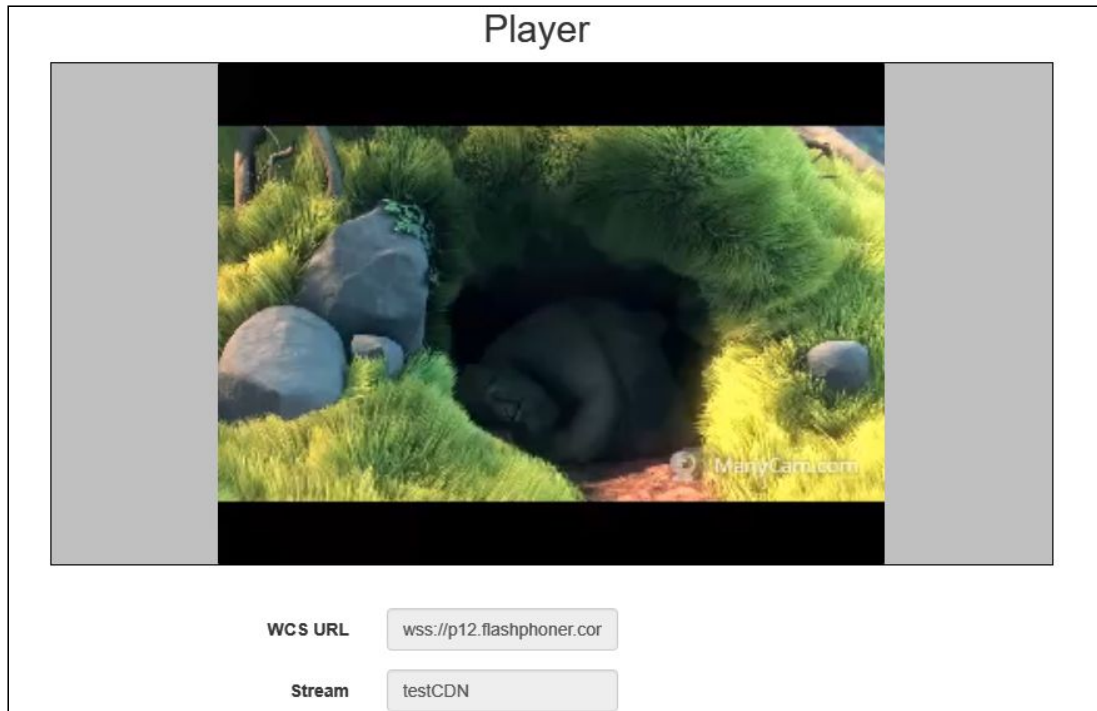 Player
ManyCam.com
WCS URL
wss://p12.flashphoner.cor
Stream
testCDN